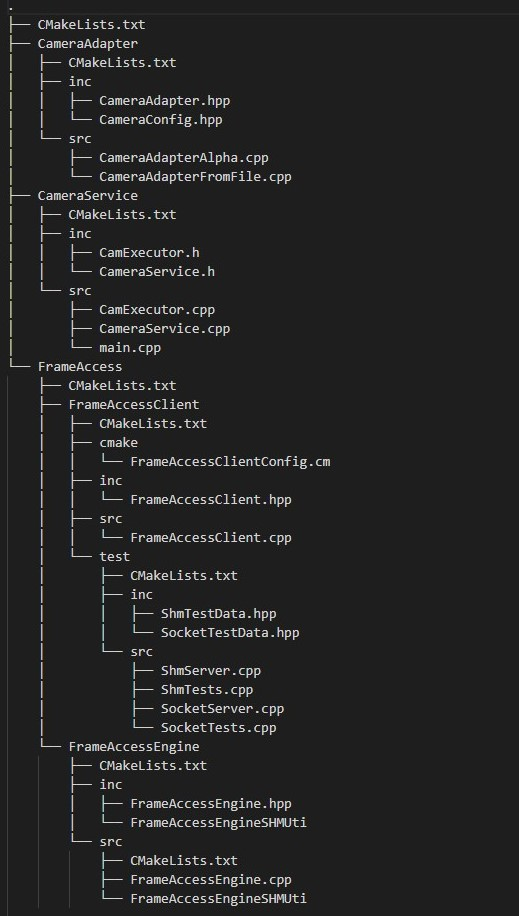 .
├── CMakeLists.txt
├── CameraAdapter
│   ├── CMakeLists.txt
│   ├── inc
│   │   ├── CameraAdapter.hpp
│   │   └── CameraConfig.hpp
│   └── src
│       ├── CameraAdapterAlpha.cpp
│       └── CameraAdapterFromFile.cpp
├── CameraService
│   ├── CMakeLists.txt
│   ├── inc
│   │   ├── CamExecutor.h
│   │   └── CameraService.h
│   └── src
│       ├── CamExecutor.cpp
│       ├── CameraService.cpp
│       └── main.cpp
└── FrameAccess
    ├── CMakeLists.txt
    ├── FrameAccessClient
    │   ├── CMakeLists.txt
    │   ├── cmake
    │   │   └── FrameAccessClientConfig.cm
    │   ├── inc
    │   │   └── FrameAccessClient.hpp
    │   ├── src
    │   │   └── FrameAccessClient.cpp
    │   └── test
    │       ├── CMakeLists.txt
    │       ├── inc
    │       │   ├── ShmTestData.hpp
    │       │   └── SocketTestData.hpp
    │       └── src
    │           ├── ShmServer.cpp
    │           ├── ShmTests.cpp
    │           ├── SocketServer.cpp
    │           └── SocketTests.cpp
    └── FrameAccessEngine
        ├── CMakeLists.txt
        ├── inc
        │   ├── FrameAccessEngine.hpp
        │   └── FrameAccessEngineSHMUti
        └── src
            ├── CMakeLists.txt
            ├── FrameAccessEngine.cpp
            └── FrameAccessEngineSHMUti